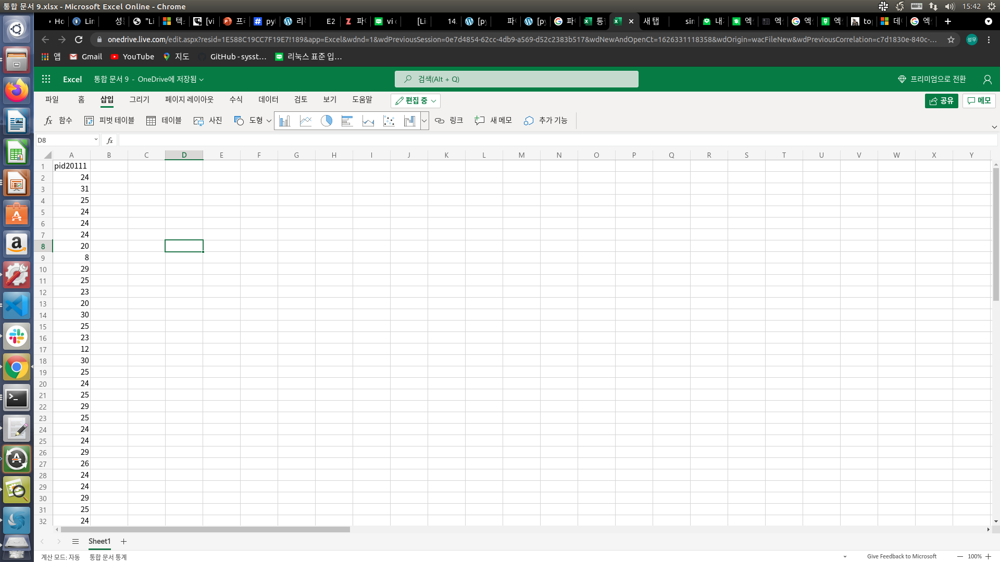 통합 문서 9.xlsx - Microsoft Excel Online - Chrome
15:42
Ho Lin 성 "Li 텍 [vi 프 pyt 리 E2 파 vi [Li 14. [py 파 [py 파 통 새 탭 sin 내 엑 엑 엑 엑 to 데 엑
onedrive.live.com/edit.aspx?resid=1E588C19CC7F19E7!189&app=Excel&wdnd=1&wdPreviousSession=0e7d4854-62cc-4db9-a569-d52c2383b517&wdNewAndOpenCt=1626331118358&wdOrigin=wacFileNew&wdPreviousCorrelation=c7d1830e-840c-...
성무
앱 Gmail YouTube 지도 GitHub - sysst... 리눅스 표준 입...
Excel 통합 문서 9 - OneDrive에 저장됨
검색(Alt + Q)
프리미엄으로 전환
파일 홈 삽입 그리기 페이지 레이아웃 수식 데이터 검토 보기 도움말 편집 중 공유 메모
fx 함수 피벗 테이블 테이블 사진 도형 링크 새 메모 추가 기능
D8 fx
A B C D E F G H I J K L M N O P Q R S T U V W X Y
1 pid20111
2 24
3 31
4 25
5 24
6 24
7 24
8 20
9 8
10 29
11 25
12 23
13 20
14 30
15 25
16 23
17 12
18 30
19 25
20 24
21 25
22 29
23 25
24 24
25 24
26 29
27 26
28 24
29 24
30 29
31 25
32 24
Sheet1
계산 모드: 자동 통합 문서 통계
Give Feedback to Microsoft
100%